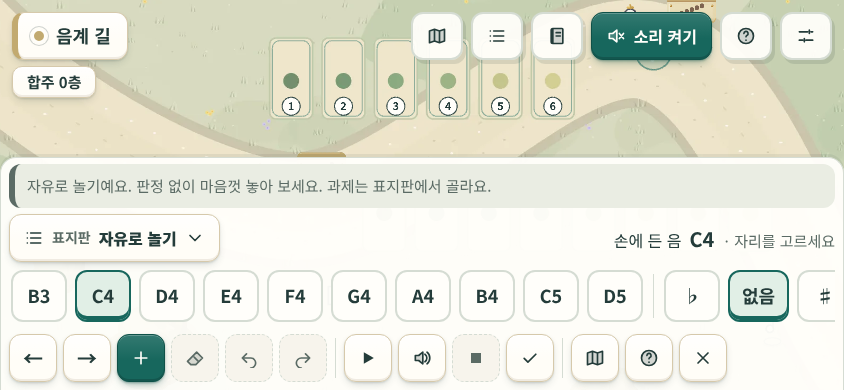 음계 길
소리 켜기
합주 0층
1 2 3 4 5 6
자유로 놀기예요. 판정 없이 마음껏 놓아 보세요. 과제는 표지판에서 골라요.
표지판 자유로 놀기
손에 든 음 C4 · 자리를 고르세요
B3 C4 D4 E4 F4 G4 A4 B4 C5 D5 ♭ 없음 ♯